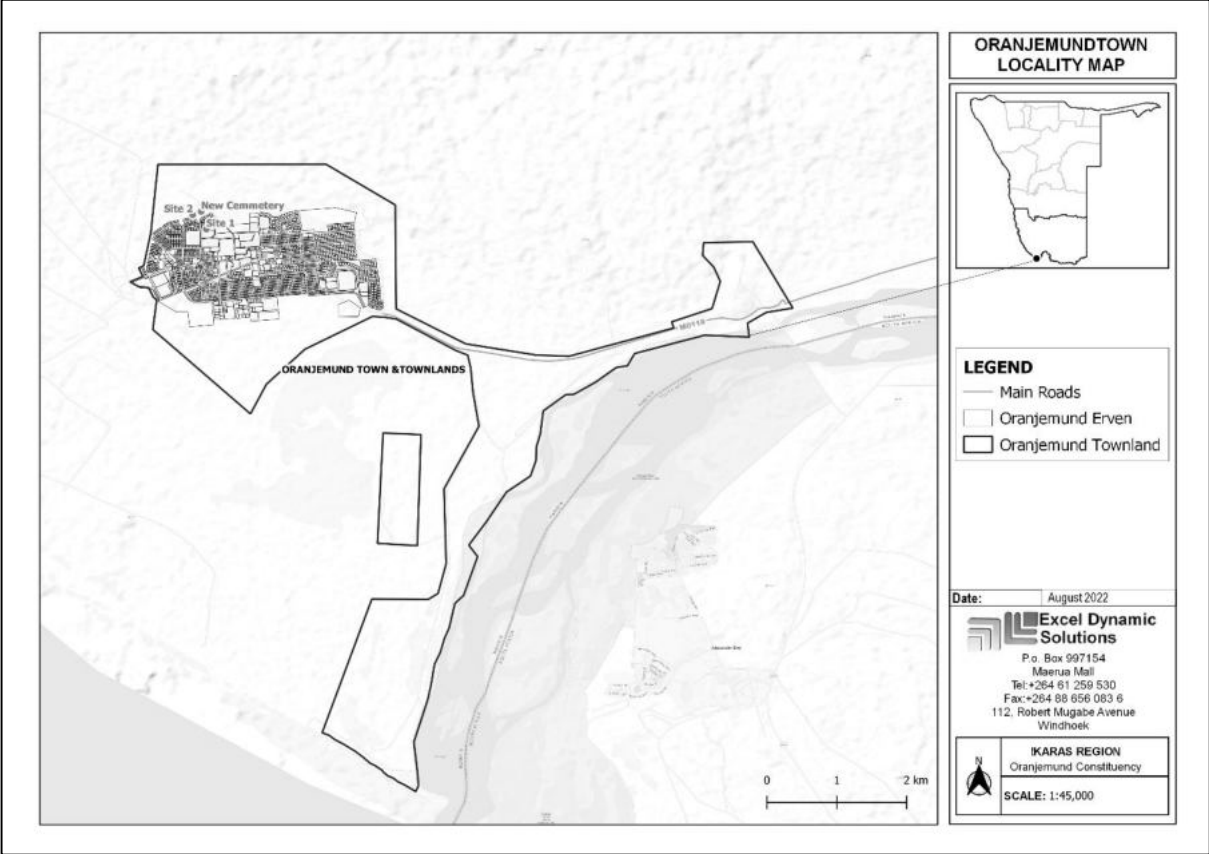 ORANJEMUNDTOWN
LOCALITY MAP
Site 2
New Cemmetery
Site 1
M0118
ORANJEMUND TOWN &TOWNLANDS
Alexander Bay
0 1 2 km
LEGEND
Main Roads
Oranjemund Erven
Oranjemund Townland
Date: August 2022
Excel Dynamic
Solutions
P.o. Box 997154
Maerua Mall
Tel:+264 61 259 530
Fax:+264 88 656 083 6
112, Robert Mugabe Avenue
Windhoek
N
IKARAS REGION
Oranjemund Constituency
SCALE: 1:45,000